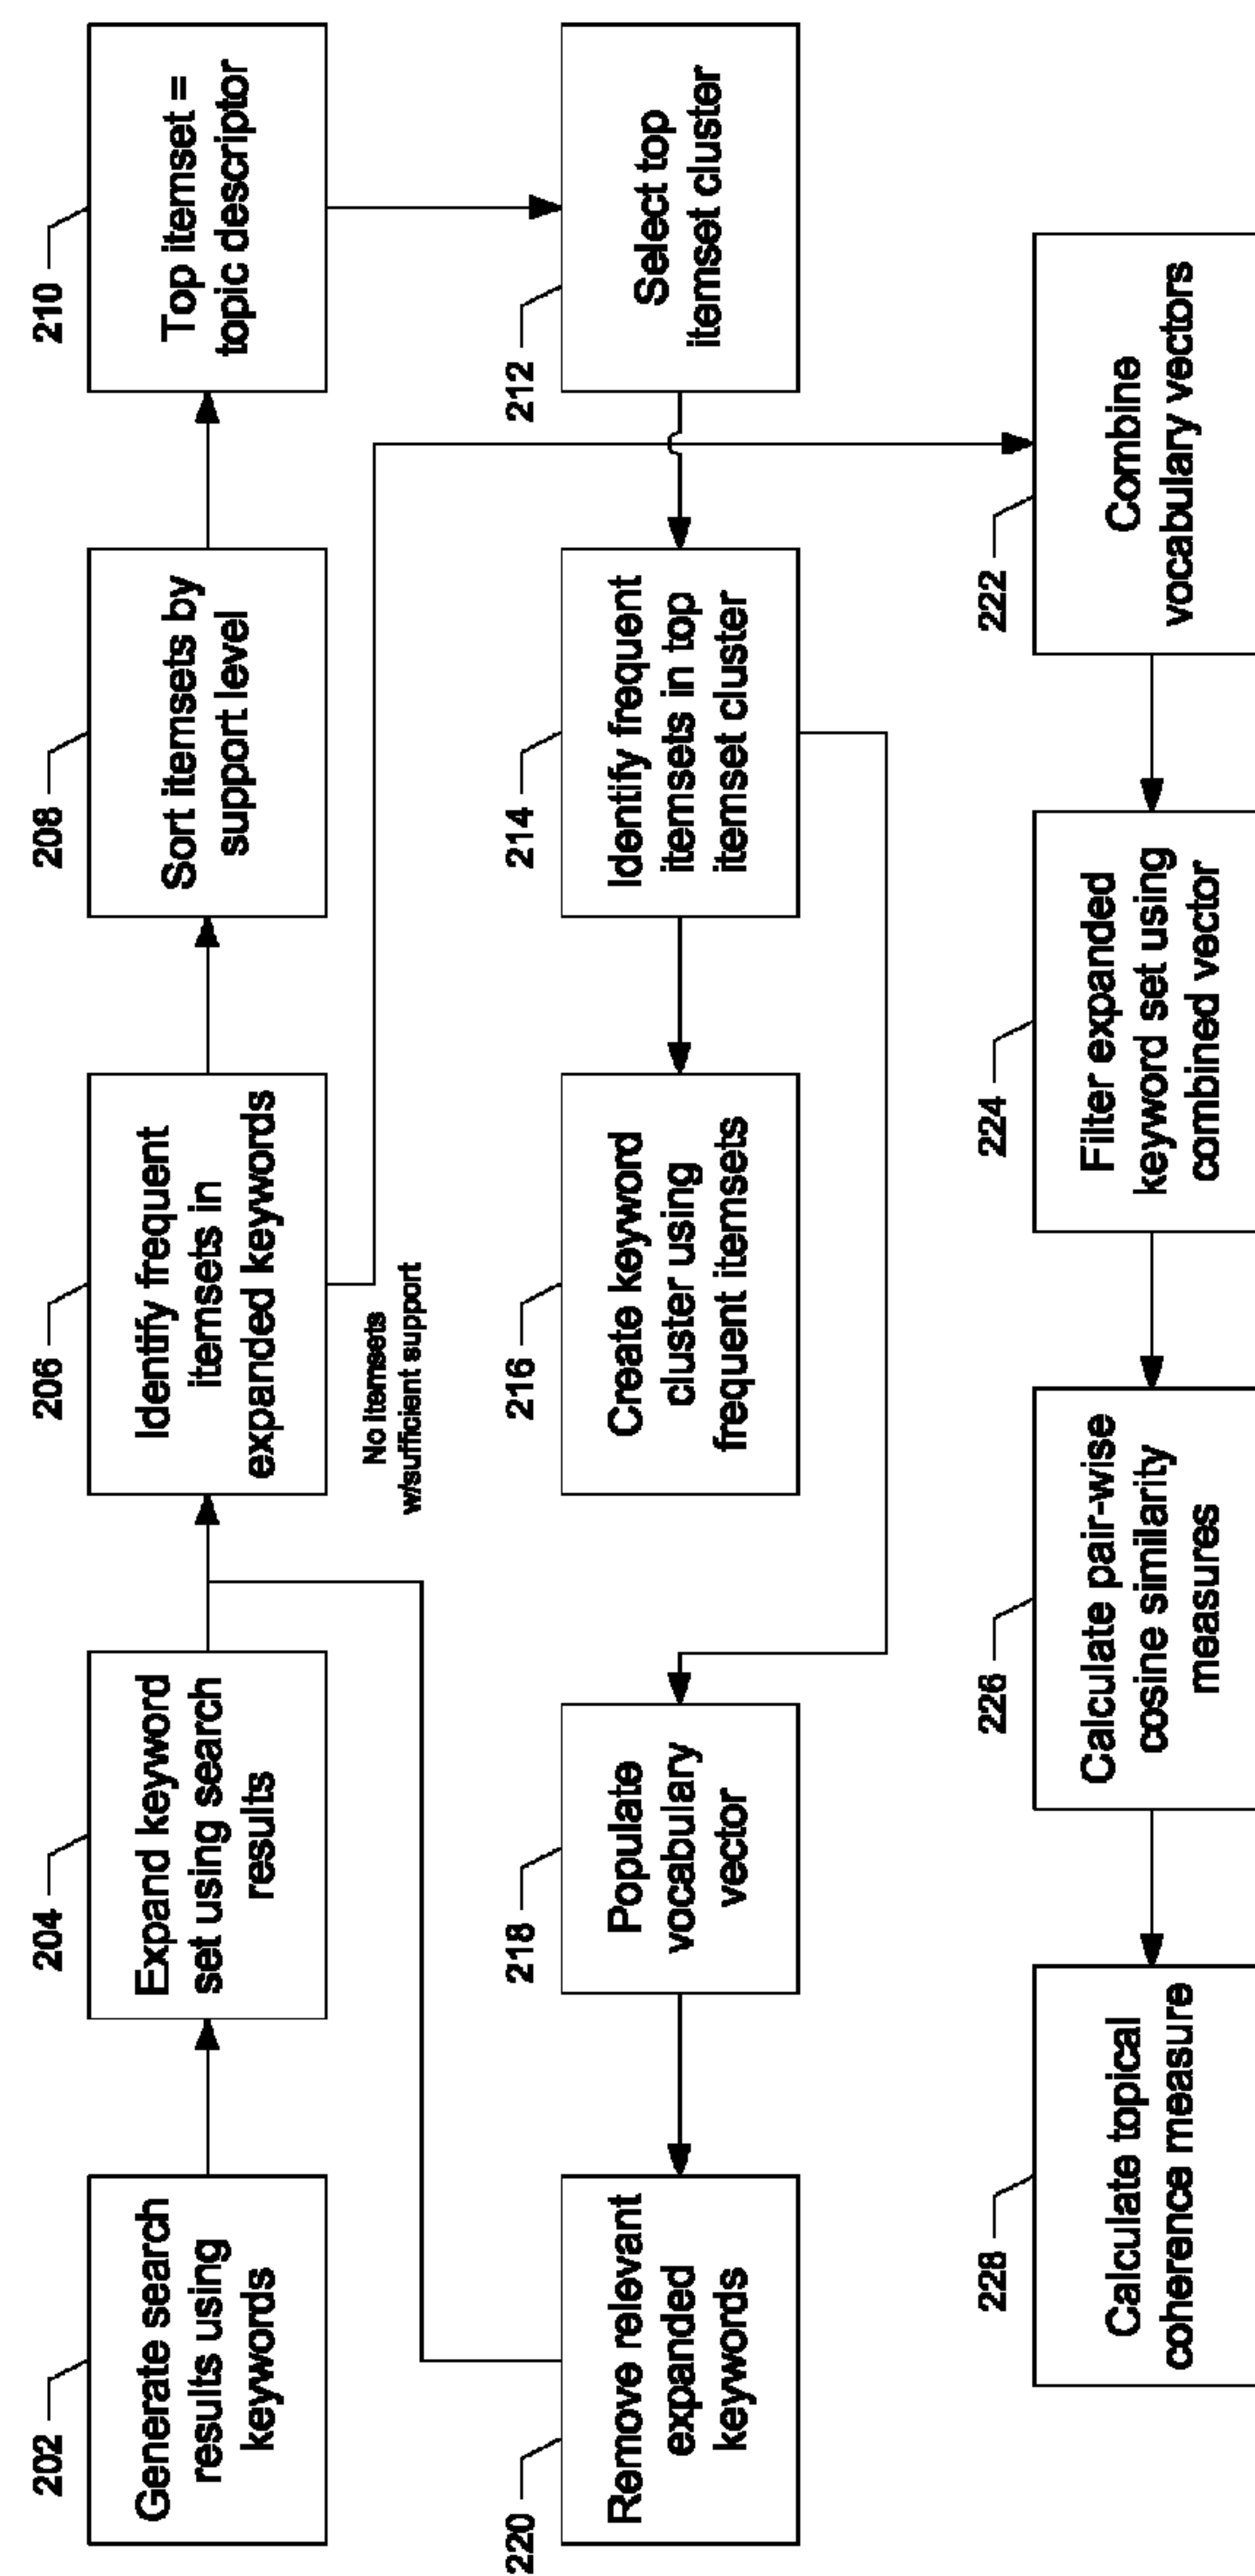 202
Generate search
results using
keywords
204
Expand keyword
set using search
results
206
Identify frequent
itemsets in
expanded keywords
208
Sort itemsets by
support level
210
Top itemset =
topic descriptor
No itemsets
w/sufficient support
212
Select top
itemset cluster
214
Identify frequent
itemsets in top
itemset cluster
216
Create keyword
cluster using
frequent itemsets
218
Populate
vocabulary
vector
220
Remove relevant
expanded
keywords
222
Combine
vocabulary vectors
224
Filter expanded
keyword set using
combined vector
226
Calculate pair-wise
cosine similarity
measures
228
Calculate topical
coherence measure